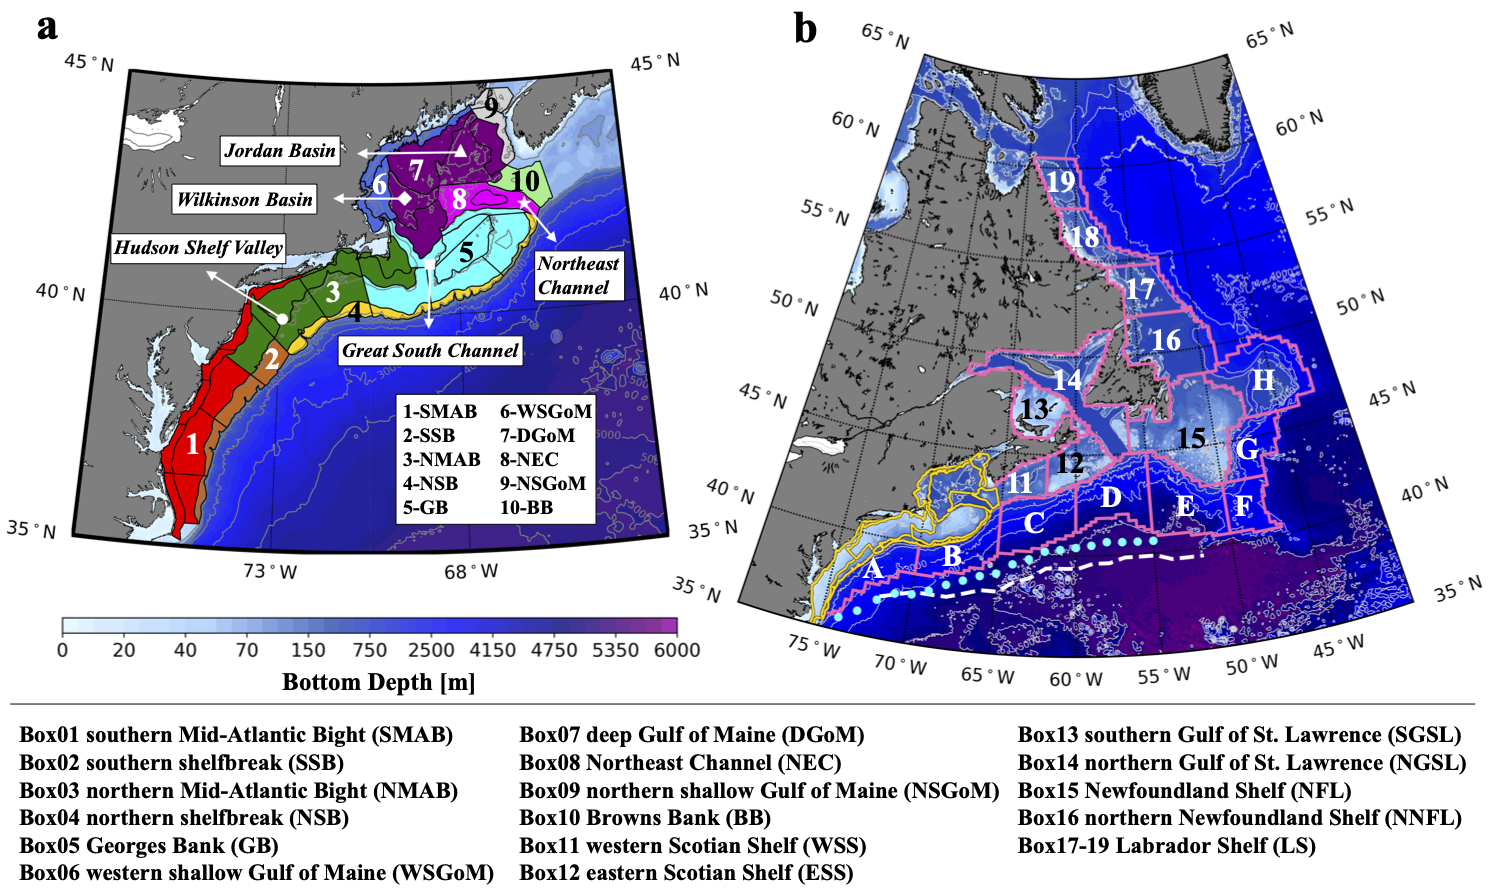 a
45°N
45°N
Jordan Basin
Wilkinson Basin
Hudson Shelf Valley
Northeast
Channel
Great South Channel
40°N
40°N
35°N
35°N
73°W
68°W
1
2
3
4
5
6
7
8
9
10
1-SMAB 6-WSGoM
2-SSB 7-DGoM
3-NMAB 8-NEC
4-NSB 9-NSGoM
5-GB 10-BB
0 20 40 70 150 750 2500 4150 4750 5350 6000
Bottom Depth [m]
b
65°N
65°N
60°N
60°N
55°N
55°N
50°N
50°N
45°N
45°N
40°N
40°N
35°N
35°N
35°N
75°W
70°W
65°W
60°W
55°W
50°W
45°W
19
18
17
16
14
13
15
12
11
H
G
F
E
D
C
B
A
Box01 southern Mid-Atlantic Bight (SMAB)
Box02 southern shelfbreak (SSB)
Box03 northern Mid-Atlantic Bight (NMAB)
Box04 northern shelfbreak (NSB)
Box05 Georges Bank (GB)
Box06 western shallow Gulf of Maine (WSGoM)
Box07 deep Gulf of Maine (DGoM)
Box08 Northeast Channel (NEC)
Box09 northern shallow Gulf of Maine (NSGoM)
Box10 Browns Bank (BB)
Box11 western Scotian Shelf (WSS)
Box12 eastern Scotian Shelf (ESS)
Box13 southern Gulf of St. Lawrence (SGSL)
Box14 northern Gulf of St. Lawrence (NGSL)
Box15 Newfoundland Shelf (NFL)
Box16 northern Newfoundland Shelf (NNFL)
Box17-19 Labrador Shelf (LS)